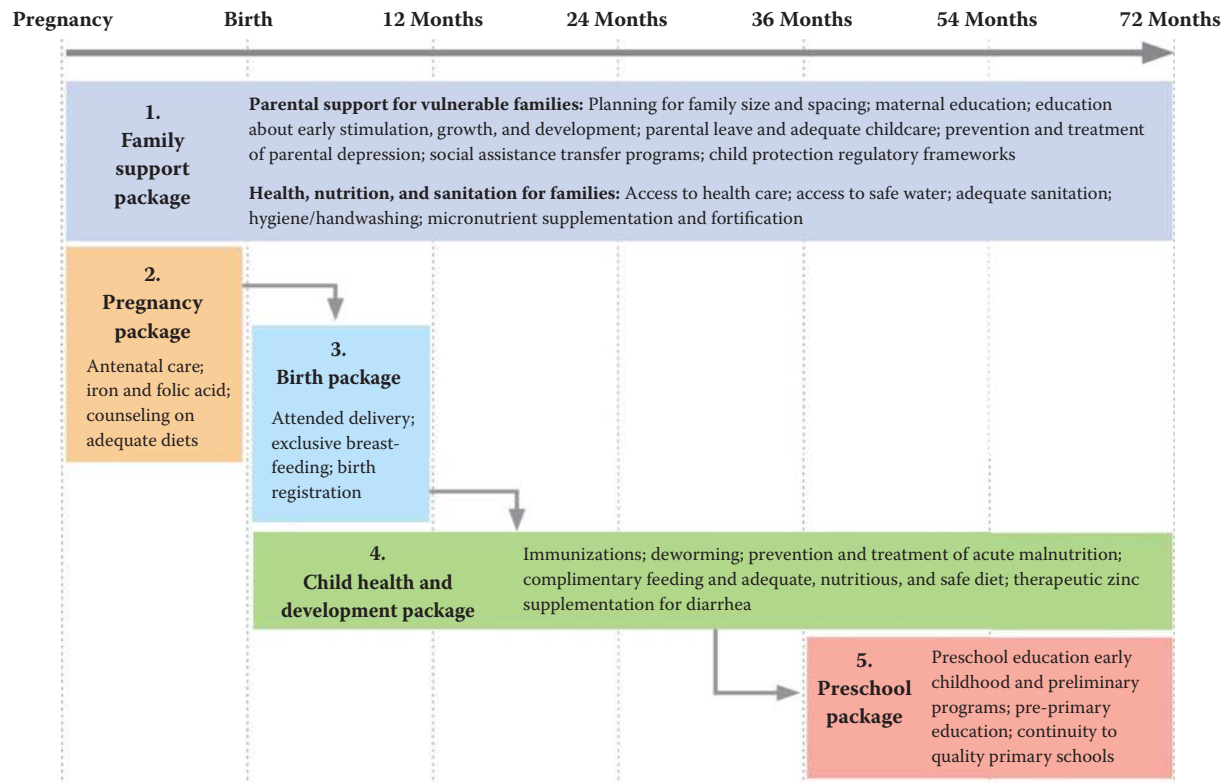 Pregnancy Birth 12 Months 24 Months 36 Months 54 Months 72 Months
1.
Family
support
package
Parental support for vulnerable families: Planning for family size and spacing; maternal education; education
about early stimulation, growth, and development; parental leave and adequate childcare; prevention and treatment
of parental depression; social assistance transfer programs; child protection regulatory frameworks
Health, nutrition, and sanitation for families: Access to health care; access to safe water; adequate sanitation;
hygiene/handwashing; micronutrient supplementation and fortification
2.
Pregnancy
package
Antenatal care;
iron and folic acid;
counseling on
adequate diets
3.
Birth package
Attended delivery;
exclusive breast-
feeding; birth
registration
4.
Child health and
development package
Immunizations; deworming; prevention and treatment of acute malnutrition;
complimentary feeding and adequate, nutritious, and safe diet; therapeutic zinc
supplementation for diarrhea
5.
Preschool
package
Preschool education early
childhood and preliminary
programs; pre-primary
education; continuity to
quality primary schools